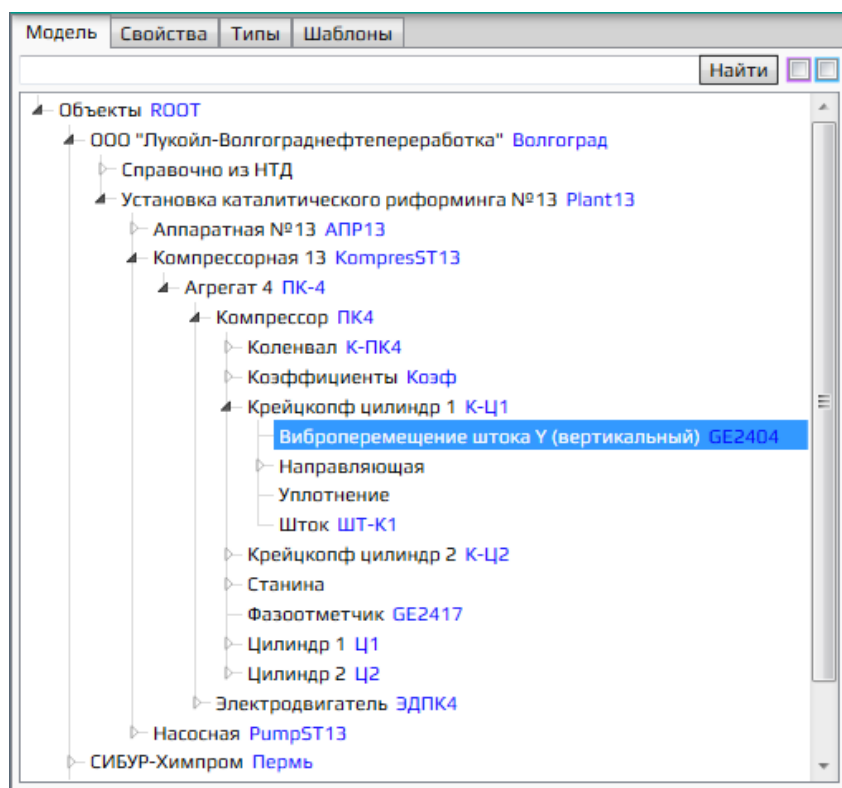 Модель Свойства Типы Шаблоны
Найти
Объекты ROOT
ООО "Лукойл-Волгограднефтепереработка" Волгоград
Справочно из НТД
Установка каталитического риформинга №13 Plant13
Аппаратная №13 АПР13
Компрессорная 13 KompresST13
Агрегат 4 ПК-4
Компрессор ПК4
Коленвал К-ПК4
Коэффициенты Коэф
Крейцкопф цилиндр 1 К-Ц1
Виброперемещение штока Y (вертикальный) GE2404
Направляющая
Уплотнение
Шток ШТ-К1
Крейцкопф цилиндр 2 К-Ц2
Станина
Фазоотметчик GE2417
Цилиндр 1 Ц1
Цилиндр 2 Ц2
Электродвигатель ЭДПК4
Насосная PumpST13
СИБУР-Химпром Пермь